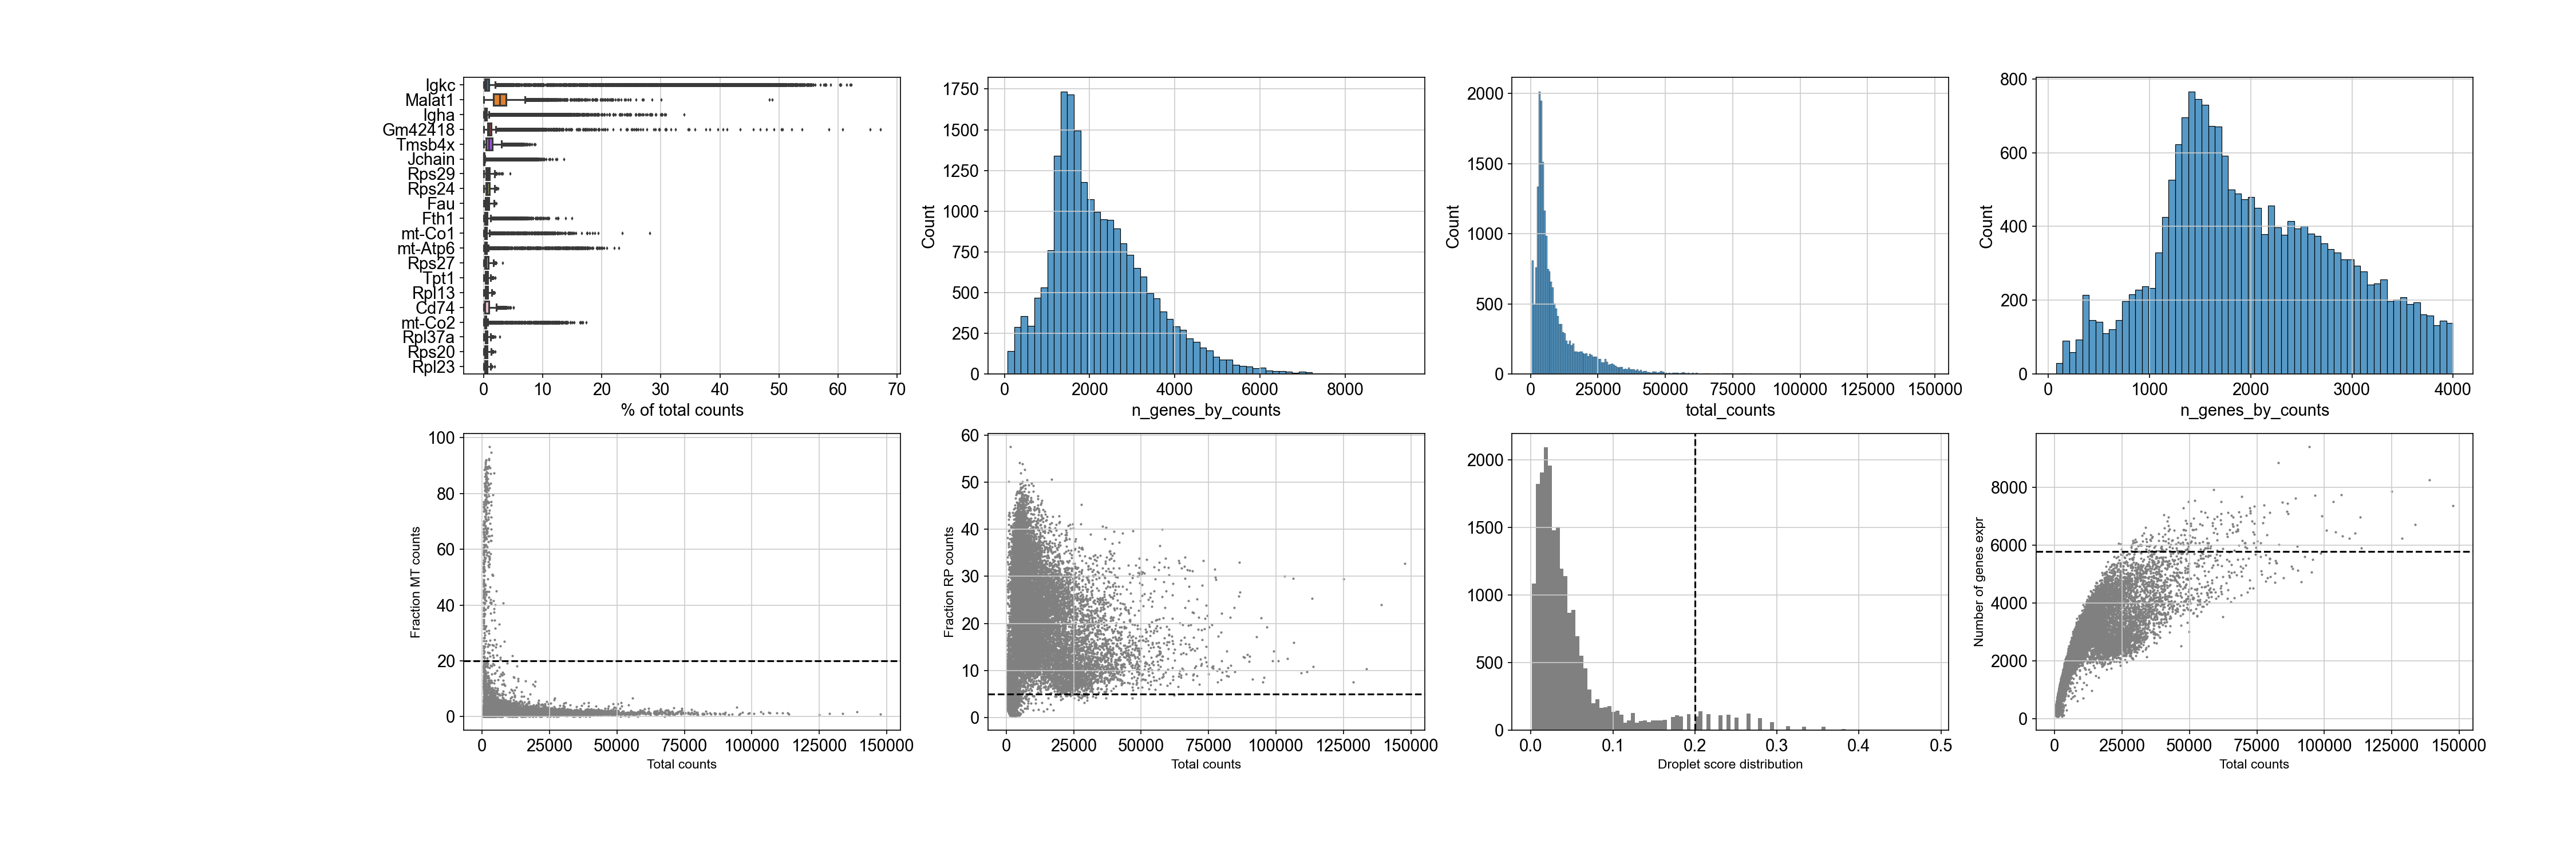 Igkc
Malat1
Igha
Gm42418
Tmsb4x
Jchain
Rps29
Rps24
Fau
Fth1
mt-Co1
mt-Atp6
Rps27
Tpt1
Rpl13
Cd74
mt-Co2
Rpl37a
Rps20
Rpl23
0 10 20 30 40 50 60 70
% of total counts
Count
1750
1500
1250
1000
750
500
250
0
0 2000 4000 6000 8000
n_genes_by_counts
Count
2000
1500
1000
500
0
0 25000 50000 75000 100000 125000 150000
total_counts
Count
800
600
400
200
0
0 1000 2000 3000 4000
n_genes_by_counts
Fraction MT counts
100
80
60
40
20
0
0 25000 50000 75000 100000 125000 150000
Total counts
Fraction RP counts
60
50
40
30
20
10
0
0 25000 50000 75000 100000 125000 150000
Total counts
2000
1500
1000
500
0
0.0 0.1 0.2 0.3 0.4 0.5
Droplet score distribution
Number of genes expr
8000
6000
4000
2000
0
0 25000 50000 75000 100000 125000 150000
Total counts